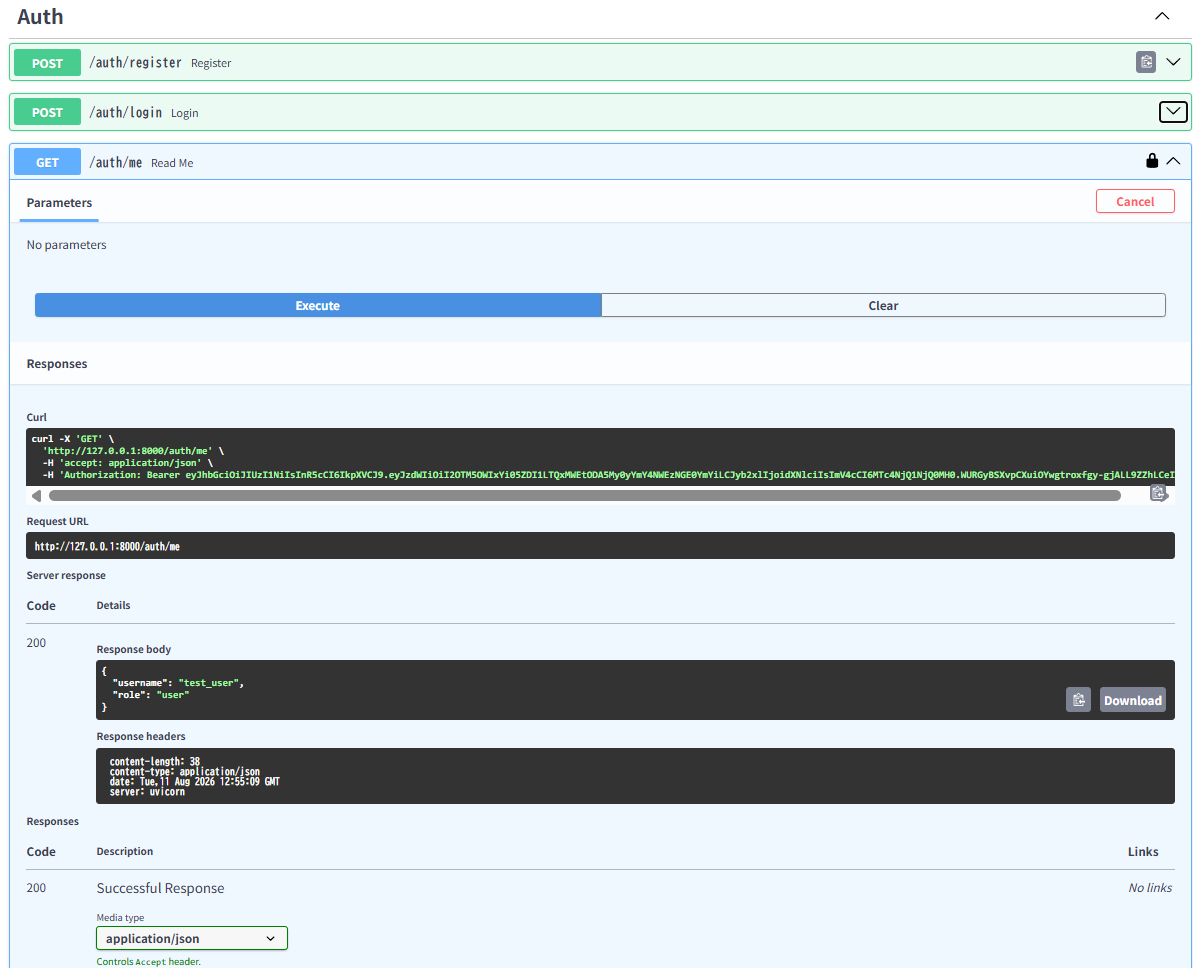 Auth
POST /auth/register Register
POST /auth/login Login
GET /auth/me Read Me
Parameters
Cancel
No parameters
Execute
Clear
Responses
Curl
curl -X 'GET' \
'http://127.0.0.1:8000/auth/me' \
-H 'accept: application/json' \
-H 'Authorization: Bearer
Request URL
http://127.0.0.1:8000/auth/me
Server response
Code Details
200
Response body
{
"username": "test_user",
"role": "user"
}
Download
Response headers
content-length: 38
content-type: application/json
date: Tue,11 Aug 2026 12:55:09 GMT
server: uvicorn
Responses
Code Description Links
200 Successful Response No links
Media type
application/json
Controls Accept header.